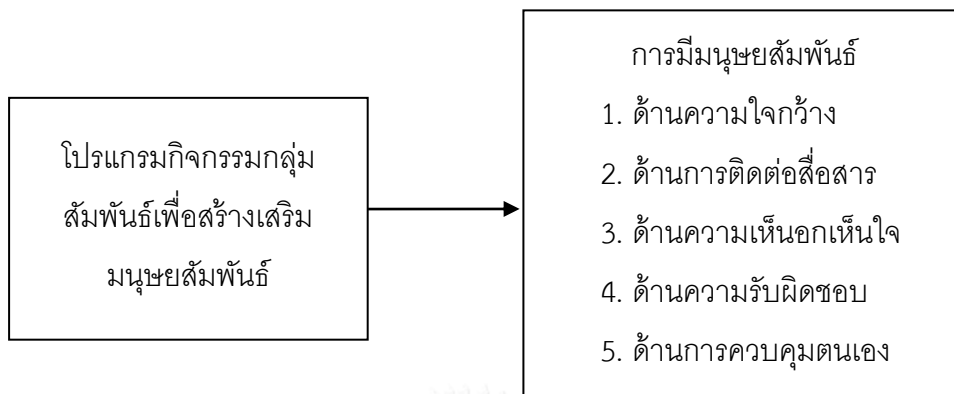 โปรแกรมกิจกรรมกลุ่ม
สัมพันธ์เพื่อสร้างเสริม
มนุษยสัมพันธ์
การมีมนุษยสัมพันธ์
1. ด้านความใจกว้าง
2. ด้านการติดต่อสื่อสาร
3. ด้านความเห็นอกเห็นใจ
4. ด้านความรับผิดชอบ
5. ด้านการควบคุมตนเอง